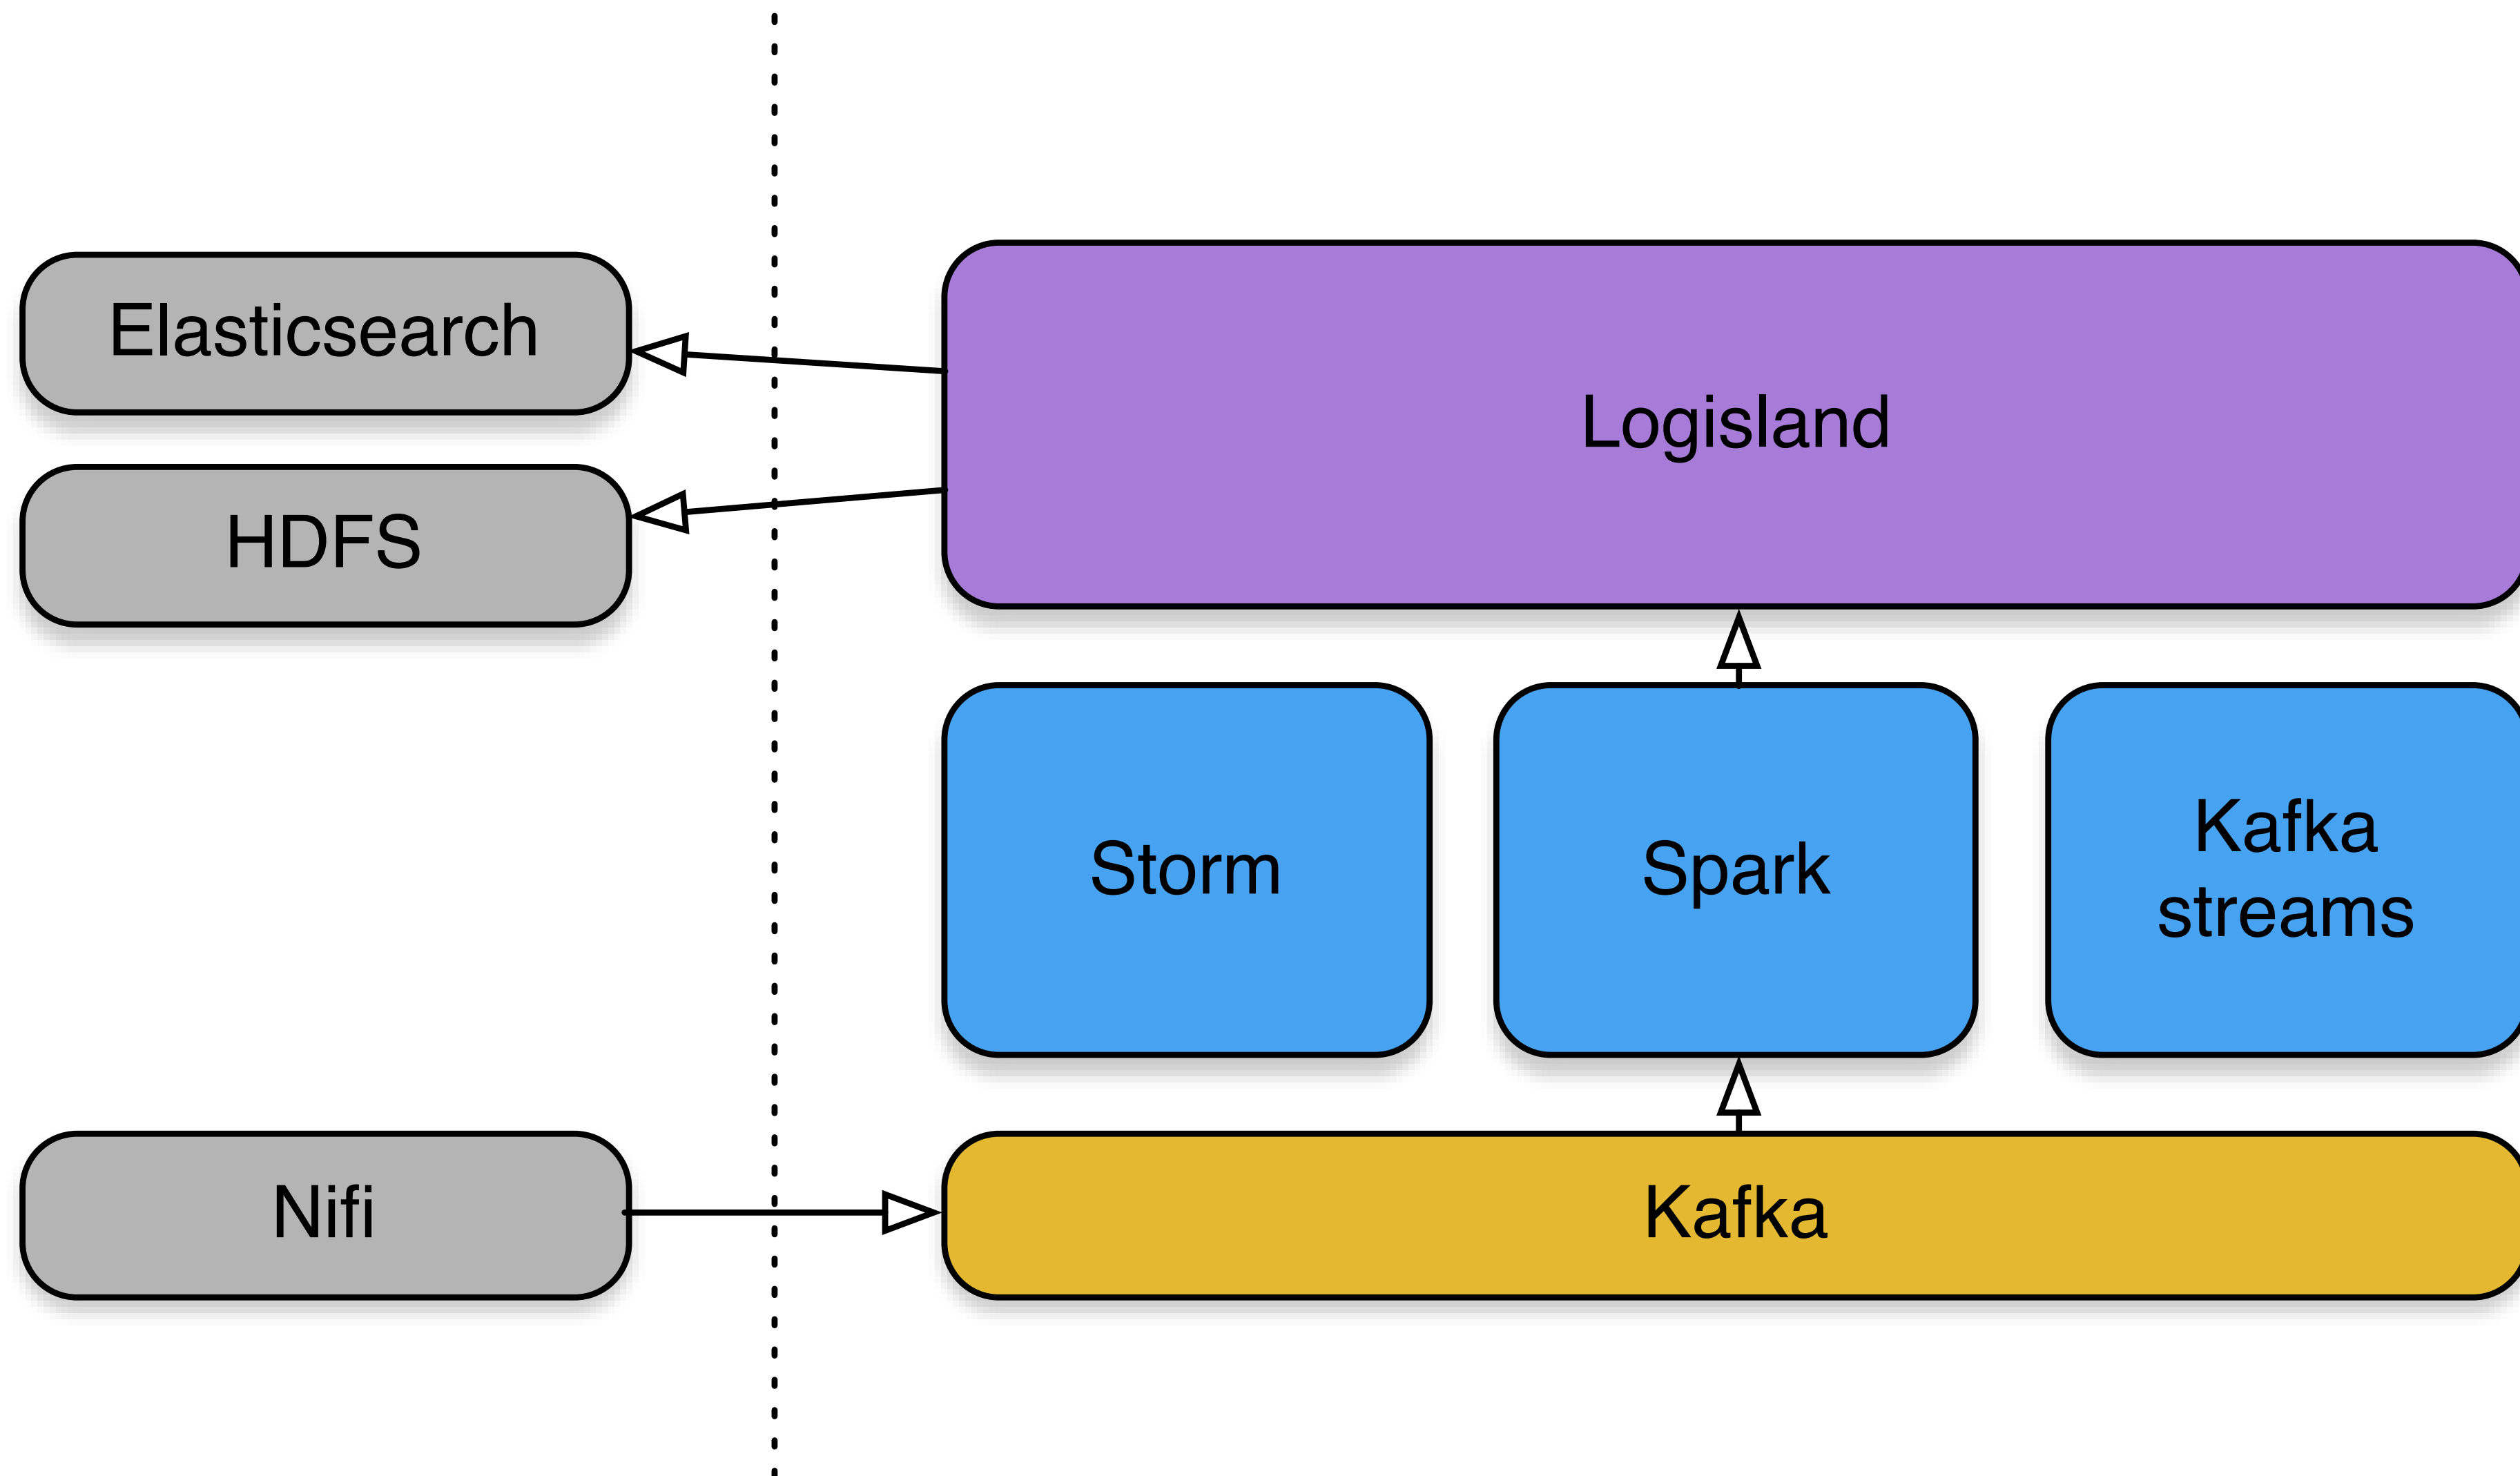 Elasticsearch
Logisland
HDFS
Storm
Spark
Kafka
streams
Nifi
Kafka